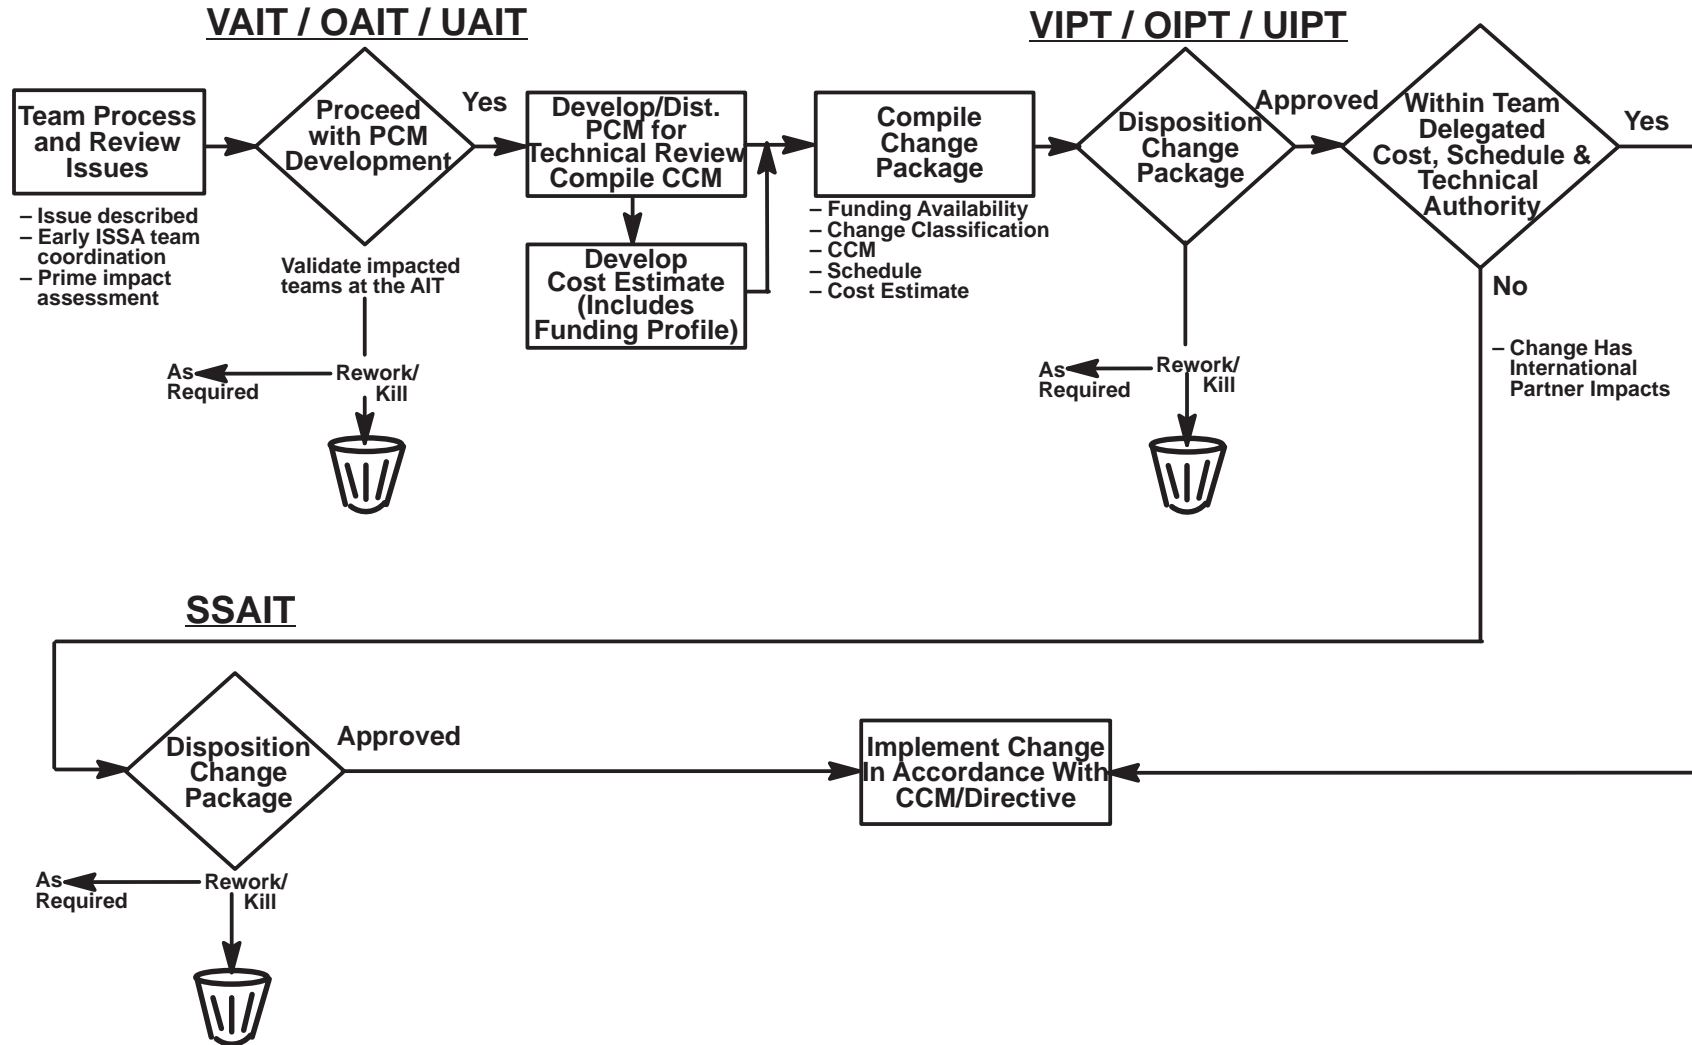 VAIT / OAIT / UAIT
Team Process
and Review
Issues
– Issue described
– Early ISSA team
coordination
– Prime impact
assessment
Proceed
with PCM
Development
Yes
Validate impacted
teams at the AIT
As
Required
Rework/
Kill
Develop/Dist.
PCM for
Technical Review
Compile CCM
Develop
Cost Estimate
(Includes
Funding Profile)
Compile
Change
Package
– Funding Availability
– Change Classification
– CCM
– Schedule
– Cost Estimate
VIPT / OIPT / UIPT
Disposition
Change
Package
Approved
As
Required
Rework/
Kill
Within Team
Delegated
Cost, Schedule &
Technical
Authority
Yes
No
– Change Has
International
Partner Impacts
SSAIT
Disposition
Change
Package
Approved
As
Required
Rework/
Kill
Implement Change
In Accordance With
CCM/Directive